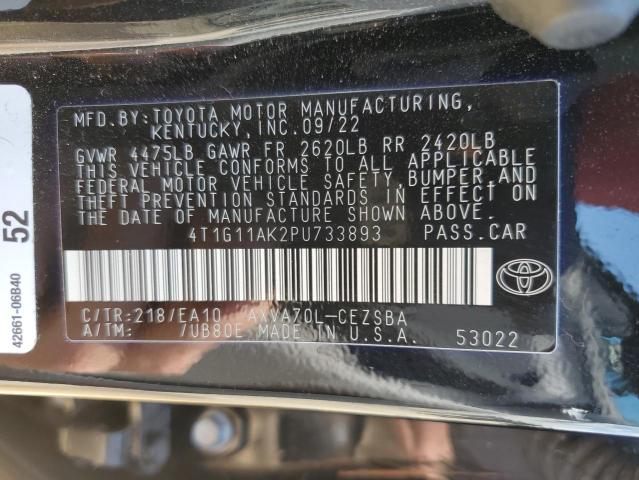 MFD. BY: TOYOTA MOTOR MANUFACTURING,
KENTUCKY, INC. 09/22
GVWR 4475LB GAWR FR 2620LB RR 2420LB
THIS VEHICLE CONFORMS TO ALL APPLICABLE
FEDERAL MOTOR VEHICLE SAFETY, BUMPER AND
THEFT PREVENTION STANDARDS IN EFFECT ON
THE DATE OF MANUFACTURE SHOWN ABOVE.
4T1G11AK2PU733893 PASS. CAR
C/TR: 218/EA10 AXVA70L-CEZSBA
A/TM: 7UB80E MADE IN U.S.A. 53022
52
42661-06B40